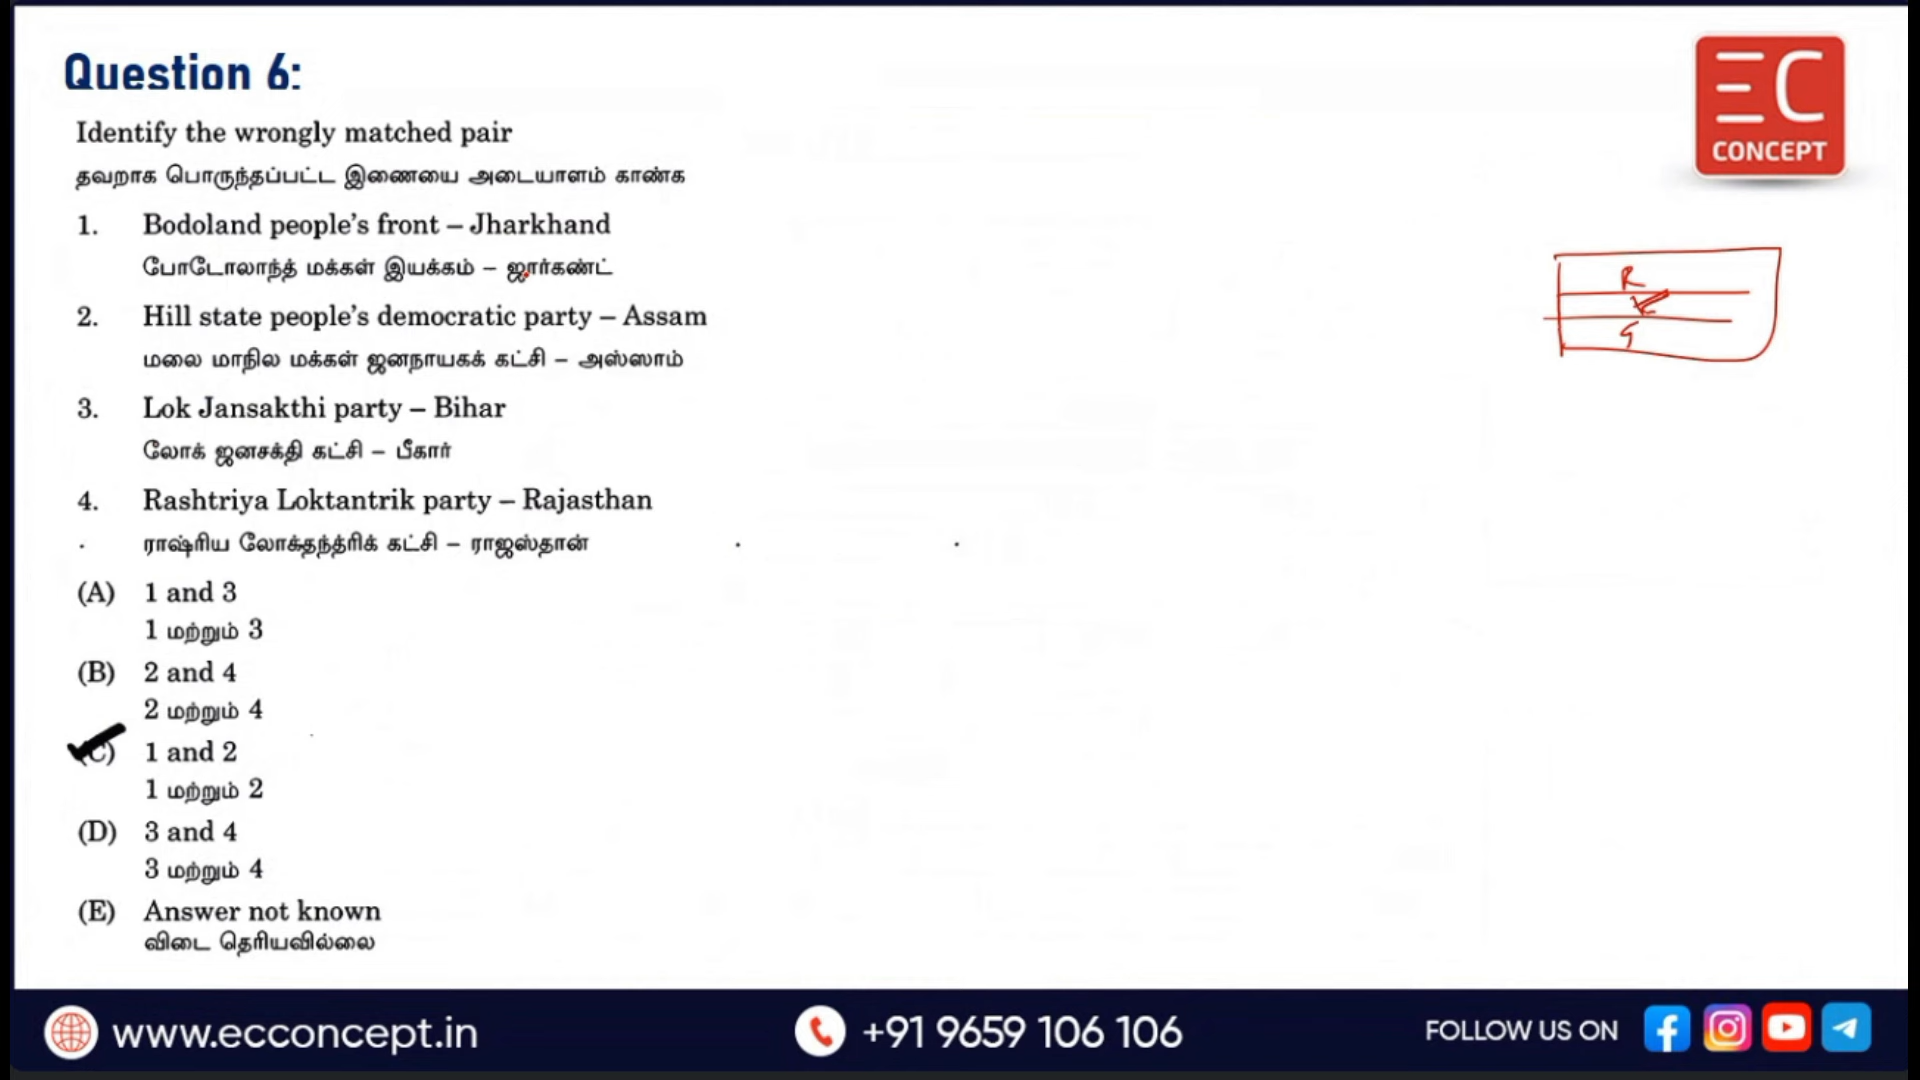 Question 6:
EC
CONCEPT
Identify the wrongly matched pair
தவறாக பொருந்தப்பட்ட இணையை அடையாளம் காண்க
1. Bodoland people's front – Jharkhand
போடோலாந்த் மக்கள் இயக்கம் – ஜார்கண்ட்
2. Hill state people's democratic party – Assam
மலை மாநில மக்கள் ஜனநாயகக் கட்சி – அஸ்ஸாம்
3. Lok Jansakthi party – Bihar
லோக் ஜனசக்தி கட்சி – பீகார்
4. Rashtriya Loktantrik party – Rajasthan
ராஷ்ரிய லோக்தந்த்ரிக் கட்சி – ராஜஸ்தான்
(A) 1 and 3
1 மற்றும் 3
(B) 2 and 4
2 மற்றும் 4
(C) 1 and 2
1 மற்றும் 2
(D) 3 and 4
3 மற்றும் 4
(E) Answer not known
விடை தெரியவில்லை
R
www.ecconcept.in
+91 9659 106 106
FOLLOW US ON